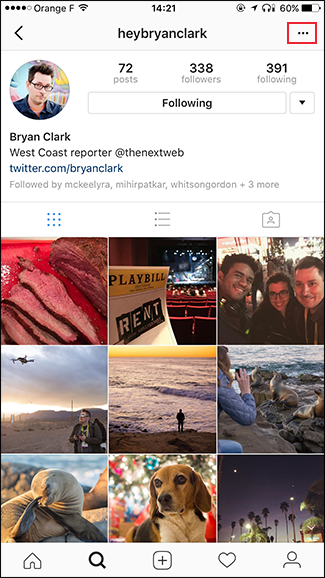 Orange F 14:21 60%
heybryanclark
72 338 391
posts followers following
Following
Bryan Clark
West Coast reporter @thenextweb
twitter.com/bryanclark
Followed by mckeelyra, mihirpatkar, whitsongordon + 3 more
PLAYBILL
RENT